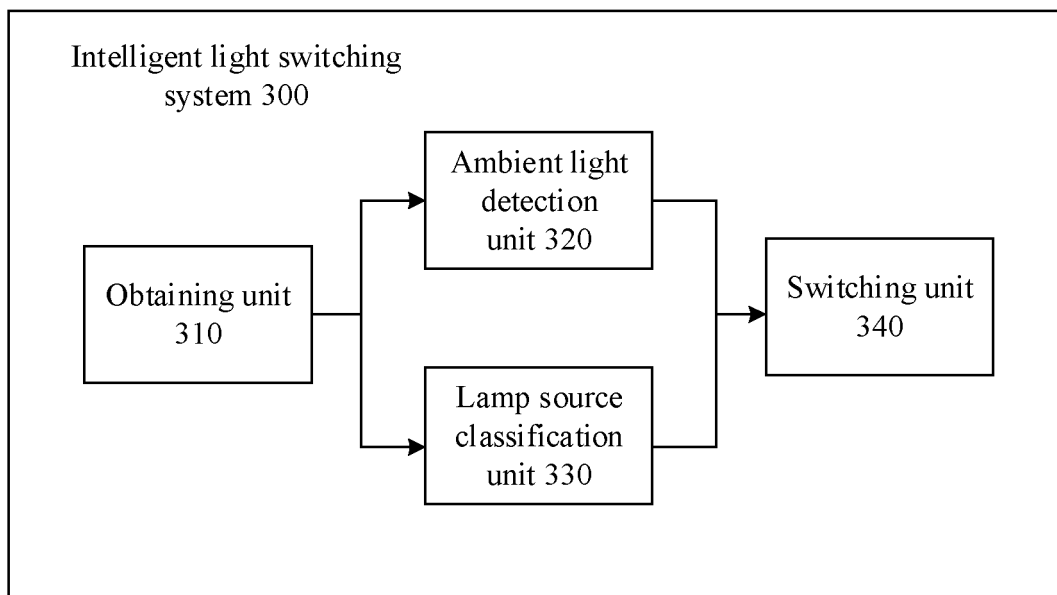 Intelligent light switching
system 300
Ambient light
detection
unit 320
Obtaining unit
310
Switching unit
340
Lamp source
classification
unit 330